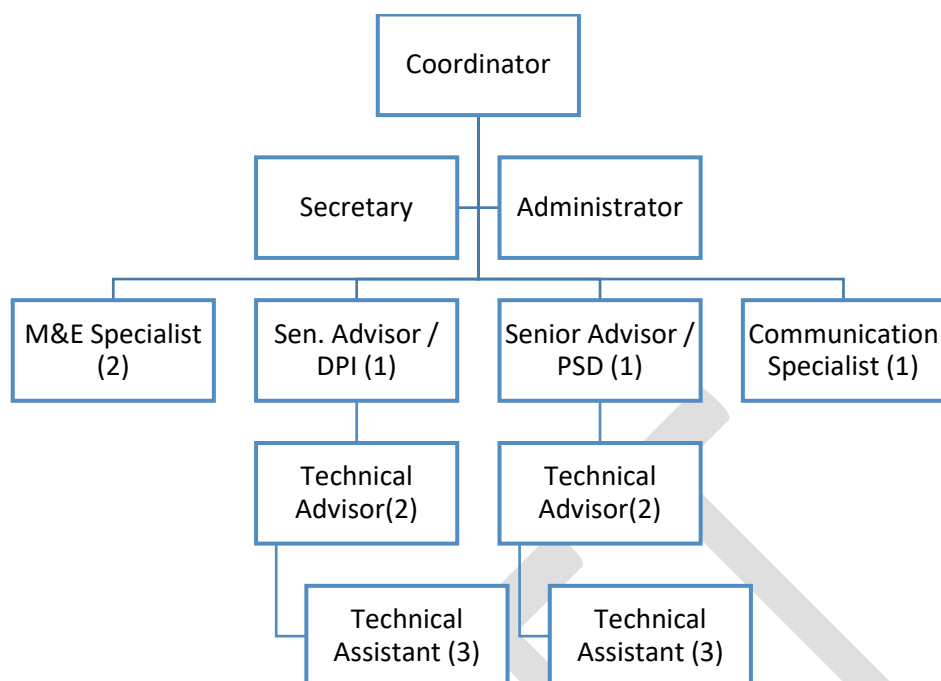 Coordinator
Secretary
Administrator
M&E Specialist
(2)
Sen. Advisor /
DPI (1)
Senior Advisor /
PSD (1)
Communication
Specialist (1)
Technical
Advisor(2)
Technical
Advisor(2)
Technical
Assistant (3)
Technical
Assistant (3)